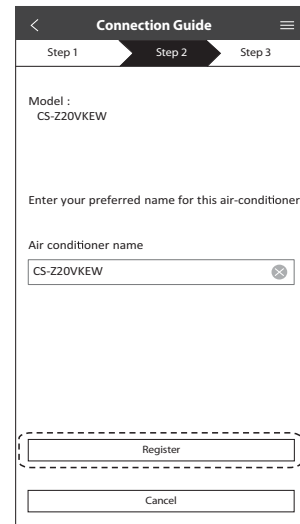 Connection Guide
Step 1 Step 2 Step 3
Model :
CS-Z20VKEW
Enter your preferred name for this air-conditioner
Air conditioner name
CS-Z20VKEW
Register
Cancel